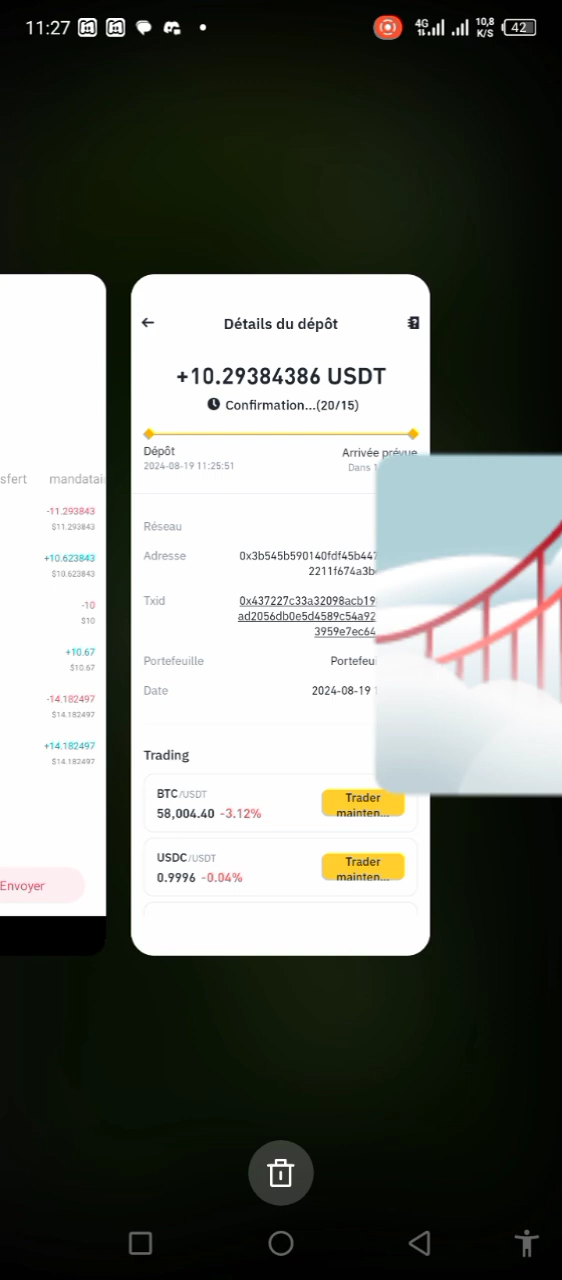 11:27
4G
10,8
K/S
42
Détails du dépôt
+10.29384386 USDT
Confirmation...(20/15)
Dépôt
Arrivée prévue
2024-08-19 11:25:51
Dans
sfert
mandatai
-11.293843
$11.293843
+10.623843
$10.623843
-10
$10
+10.67
$10.67
-14.182497
$14.182497
+14.182497
$14.182497
Envoyer
Réseau
Adresse
0x3b545b590140fdf45b447
2211f674a3b
Txid
0x437227c33a32098acb19
ad2056db0e5d4589c54a92
3959e7ec64
Portefeuille
Portefeui
Date
2024-08-19
Trading
BTC/USDT
58,004.40 -3.12%
Trader
mainten...
USDC/USDT
0.9996 -0.04%
Trader
mainten...